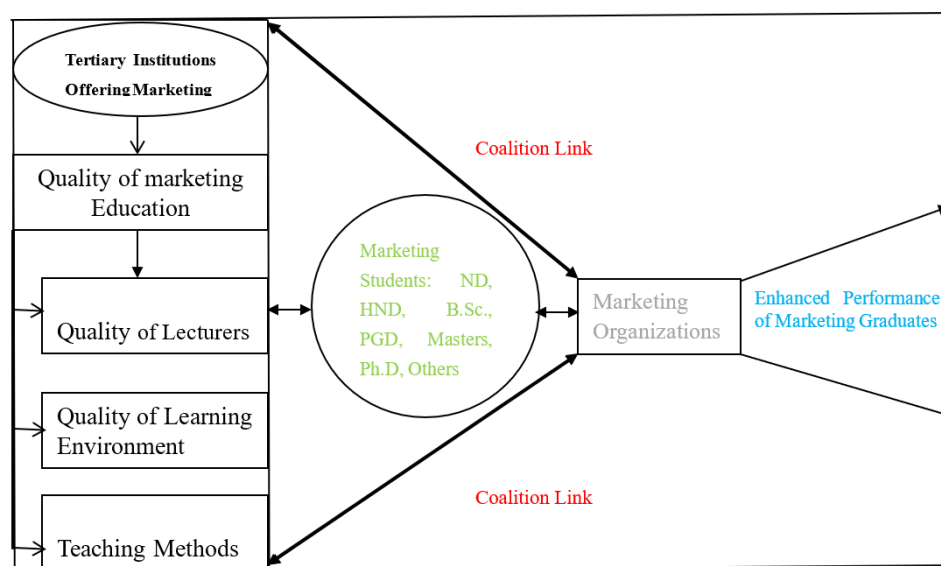 Tertiary Institutions
Offering Marketing
Coalition Link
Quality of marketing
Education
Marketing
Students: ND,
HND, B.Sc.,
PGD, Masters,
Ph.D, Others
Quality of Lecturers
Marketing
Organizations
Enhanced Performance
of Marketing Graduates
Quality of Learning
Environment
Coalition Link
Teaching Methods